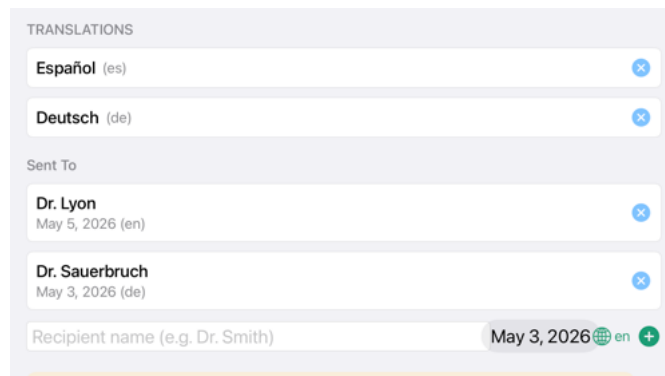 TRANSLATIONS
Español (es)
Deutsch (de)
Sent To
Dr. Lyon
May 5, 2026 (en)
Dr. Sauerbruch
May 3, 2026 (de)
Recipient name (e.g. Dr. Smith) May 3, 2026 en